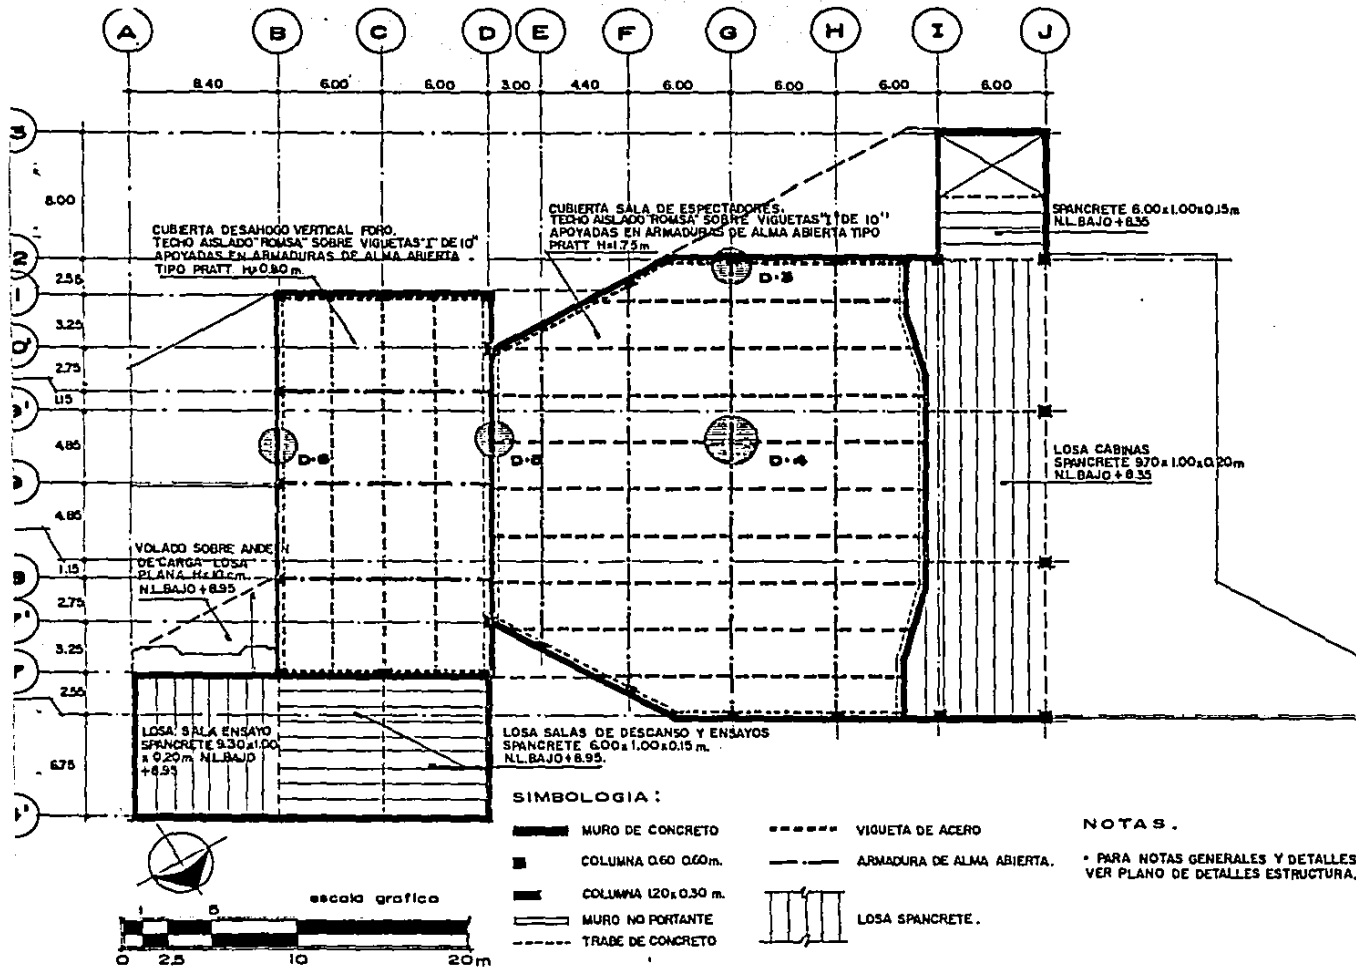 A B C D E F G H I J
8.40 6.00 6.00 3.00 4.40 6.00 6.00 6.00 6.00
8.00
2
2.55
1
3.25
2.75
1.15
4.85
4.85
1.15
2.75
3.25
2.55
6.75
CUBIERTA DESAHOGO VERTICAL FORO.
TECHO AISLADO "ROMSA" SOBRE VIGUETAS "I" DE 10"
APOYADAS EN ARMADURAS DE ALMA ABIERTA
TIPO PRATT. H=0.80 m.
CUBIERTA SALA DE ESPECTADORES.
TECHO AISLADO "ROMSA" SOBRE VIGUETAS "I" DE 10"
APOYADAS EN ARMADURAS DE ALMA ABIERTA TIPO
PRATT H=1.75 m
SPANCRETE 6.00 x 1.00 x 0.15 m
N.L. BAJO + 8.35
D-3
D-6
D-5
D-4
LOSA CABINAS
SPANCRETE 9.70 x 1.00 x 0.20 m
N.L. BAJO + 8.35
VOLADO SOBRE ANDEN
DE CARGA LOSA
PLANA H=10 cm.
N.L. BAJO + 8.95
LOSA SALA ENSAYO
SPANCRETE 9.30 x 1.00
x 0.20 m N.L. BAJO
+8.95
LOSA SALAS DE DESCANSO Y ENSAYOS
SPANCRETE 6.00 x 1.00 x 0.15 m.
N.L. BAJO + 8.95.
SIMBOLOGIA:
MURO DE CONCRETO
COLUMNA 0.60 0.60 m.
COLUMNA 1.20 x 0.30 m.
MURO NO PORTANTE
TRABE DE CONCRETO
VIGUETA DE ACERO
ARMADURA DE ALMA ABIERTA.
LOSA SPANCRETE.
NOTAS.
• PARA NOTAS GENERALES Y DETALLES
VER PLANO DE DETALLES ESTRUCTURA.
escala grafica
1 5
0 2.5 10 20 m